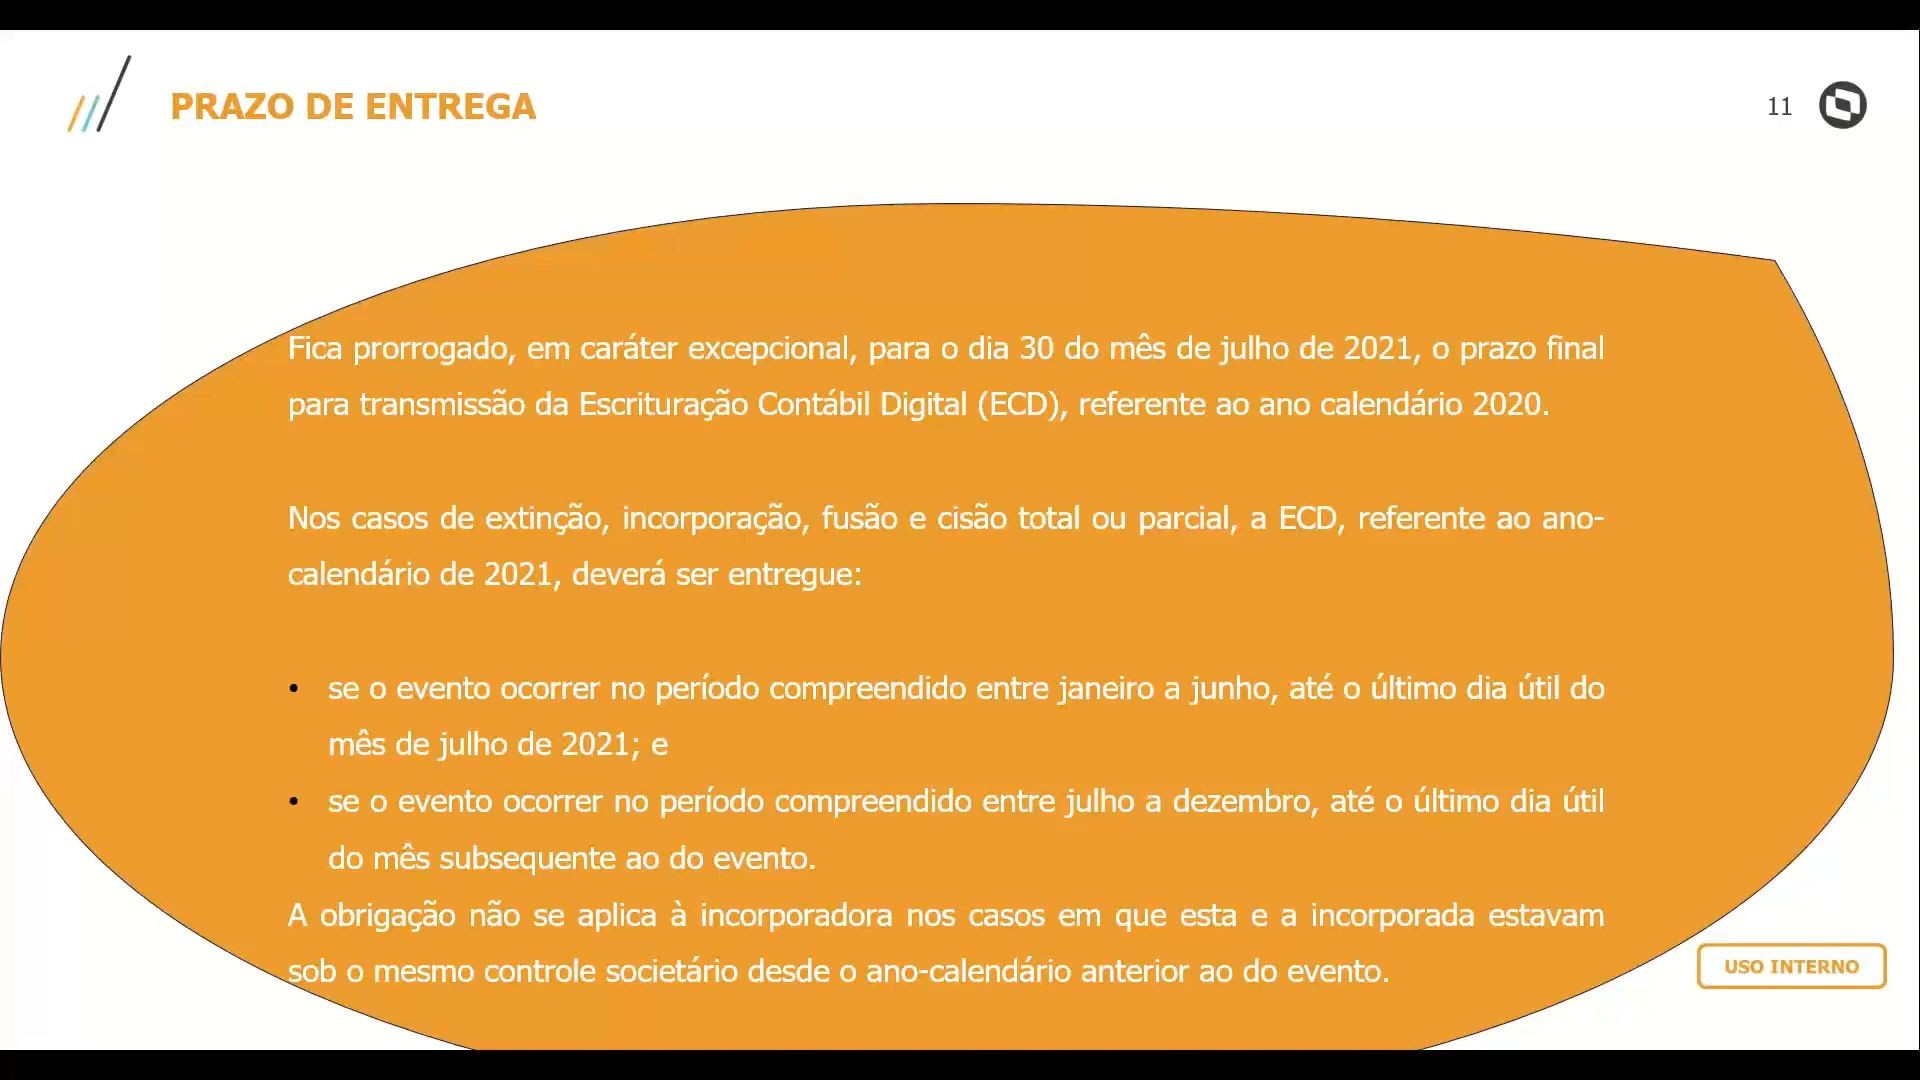 PRAZO DE ENTREGA
11
Fica prorrogado, em caráter excepcional, para o dia 30 do mês de julho de 2021, o prazo final
para transmissão da Escrituração Contábil Digital (ECD), referente ao ano calendário 2020.
Nos casos de extinção, incorporação, fusão e cisão total ou parcial, a ECD, referente ao ano-
calendário de 2021, deverá ser entregue:
• se o evento ocorrer no período compreendido entre janeiro a junho, até o último dia útil do
mês de julho de 2021; e
• se o evento ocorrer no período compreendido entre julho a dezembro, até o último dia útil
do mês subsequente ao do evento.
A obrigação não se aplica à incorporadora nos casos em que esta e a incorporada estavam
sob o mesmo controle societário desde o ano-calendário anterior ao do evento.
USO INTERNO